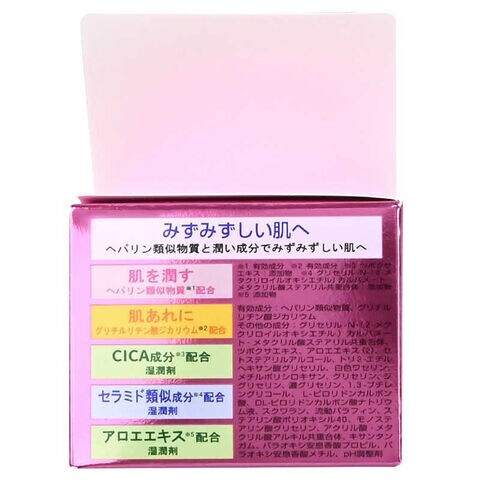 みずみずしい肌へ
ヘパリン類似物質と潤い成分でみずみずしい肌へ
肌を潤す
ヘパリン類似物質※1配合
肌あれに
グリチルリチン酸ジカリウム※2配合
CICA成分※3配合
湿潤剤
セラミド類似成分※4配合
湿潤剤
アロエエキス※5配合
湿潤剤
※1 有効成分 ※2 有効成分 ※3 ツボクサ
エキス 添加物 ※4 グリセリル-N-(2-メ
タクリロイルオキシエチル)カルバメート・
メタクリル酸ステアリル共重合体 添加物
※5 添加物
有効成分:ヘパリン類似物質、グリチル
リチン酸ジカリウム
その他の成分:グリセリル-N-(2-メタ
クリロイルオキシエチル)カルバメー
ト・メタクリル酸ステアリル共重合体、
ツボクサエキス、アロエエキス(2)、セ
ステアリルアルコール、トリ2-エチル
ヘキサン酸グリセリル、白色ワセリン、
メチルポリシロキサン、グリセリン、ジ
グリセリン、濃グリセリン、1,3-ブチレ
ングリコール、L-ピロリドンカルボン
酸、DL-ピロリドンカルボン酸ナトリウ
ム液、スクワラン、流動パラフィン、ステ
アリン酸ポリオキシル40、モノステ
アリン酸グリセリン、アクリル酸・メタ
クリル酸アルキル共重合体、キサンタン
ガム、パラオキシ安息香酸プロピル、パ
ラオキシ安息香酸メチル、pH調整剤